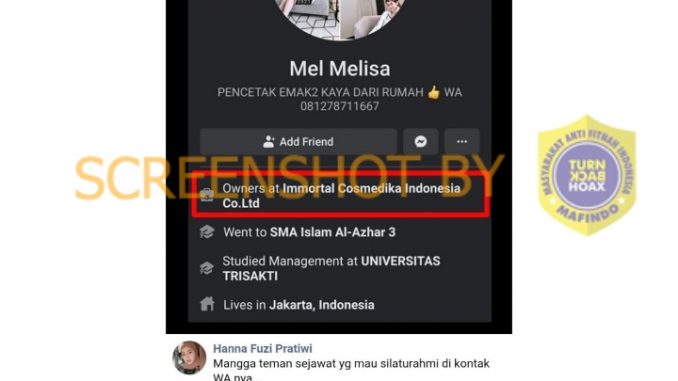 Mel Melisa
PENCETAK EMAK2 KAYA DARI RUMAH 👍 WA
081278711667
Add Friend
SCREENSHOT BY
Owners at Immortal Cosmedika Indonesia
Co.Ltd
Went to SMA Islam Al-Azhar 3
Studied Management at UNIVERSITAS
TRISAKTI
Lives in Jakarta, Indonesia
MASYARAKAT ANTI FITNAH INDONESIA
TURN
BACK
HOAX
MAFINDO
Hanna Fuzi Pratiwi
Mangga teman sejawat yg mau silaturahmi di kontak
WA nya